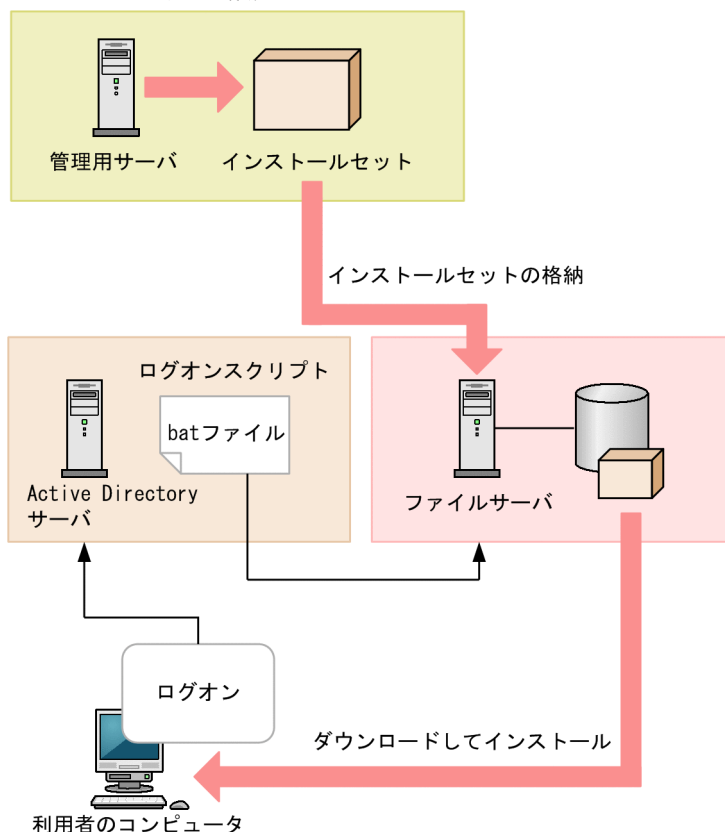 管理用サーバ
インストールセット
インストールセットの格納
ログオンスクリプト
batファイル
Active Directory
サーバ
ファイルサーバ
ログオン
ダウンロードしてインストール
利用者のコンピュータ